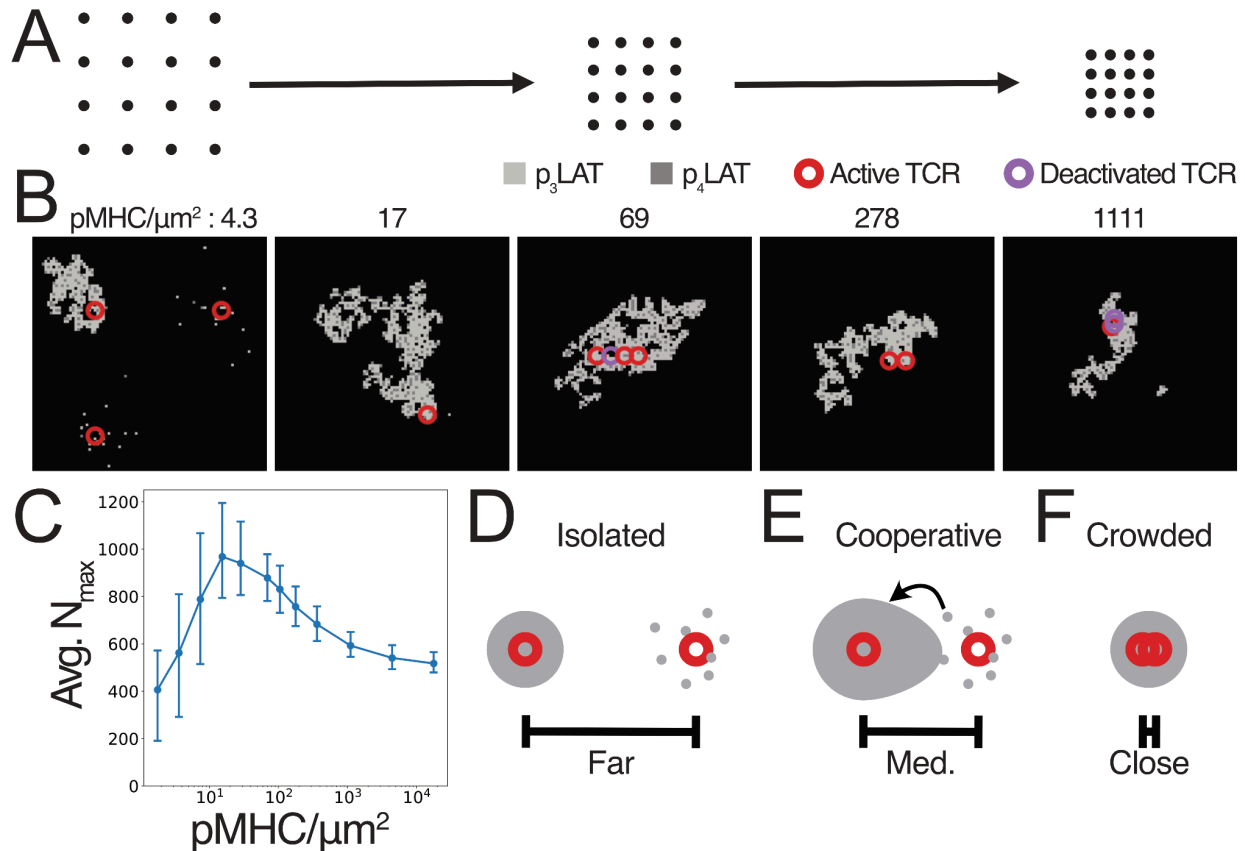 A
p₃LAT
p₄LAT
Active TCR
Deactivated TCR
B
pMHC/μm² : 4.3
17
69
278
1111
C
1200
1000
800
600
400
200
0
Avg. Nmax
10¹
10²
10³
10⁴
pMHC/μm²
D
Isolated
Far
E
Cooperative
Med.
F
Crowded
Close